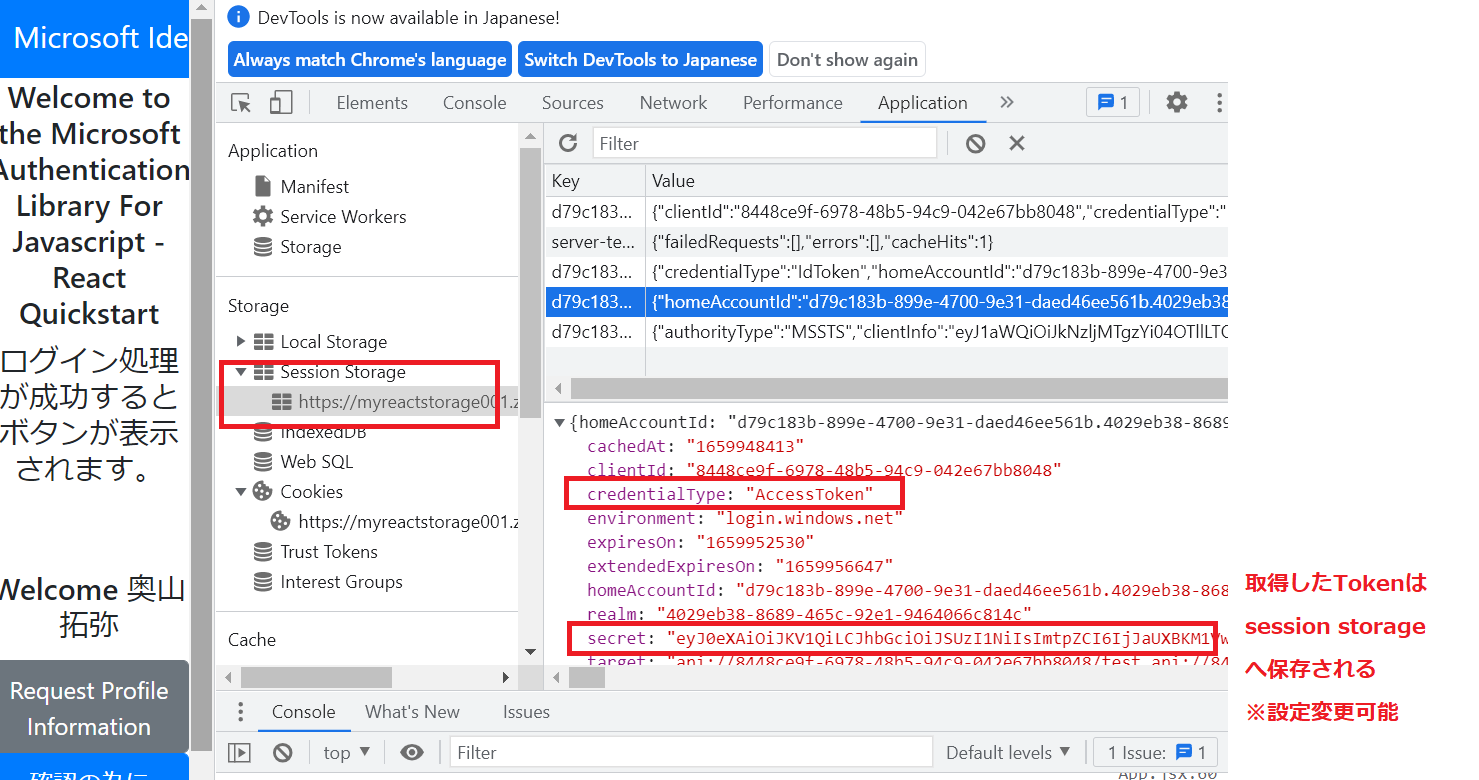 Microsoft Ide
Welcome to
the Microsoft
Authentication
Library For
Javascript -
React
Quickstart
ログイン処理
が成功すると
ボタンが表示
されます。
Welcome 奥山
拓弥
Request Profile
Information
確認の為に
DevTools is now available in Japanese!
Always match Chrome's language
Switch DevTools to Japanese
Don't show again
Elements
Console
Sources
Network
Performance
Application
1
Application
Manifest
Service Workers
Storage
Storage
Local Storage
Session Storage
https://myreactstorage001.z
IndexedDB
Web SQL
Cookies
https://myreactstorage001.z
Trust Tokens
Interest Groups
Cache
Filter
Key Value
d79c183... {"clientId":"8448ce9f-6978-48b5-94c9-042e67bb8048","credentialType":"
server-te... {"failedRequests":[],"errors":[],"cacheHits":1}
d79c183... {"credentialType":"IdToken","homeAccountId":"d79c183b-899e-4700-9e3
d79c183... {"homeAccountId":"d79c183b-899e-4700-9e31-daed46ee561b.4029eb38
d79c183... {"authorityType":"MSSTS","clientInfo":"eyJ1aWQiOiJkNzljMTgzYi04OTllLTC
{homeAccountId: "d79c183b-899e-4700-9e31-daed46ee561b.4029eb38-8689
cachedAt: "1659948413"
clientId: "8448ce9f-6978-48b5-94c9-042e67bb8048"
credentialType: "AccessToken"
environment: "login.windows.net"
expiresOn: "1659952530"
extendedExpiresOn: "1659956647"
homeAccountId: "d79c183b-899e-4700-9e31-daed46ee561b.4029eb38-868
realm: "4029eb38-8689-465c-92e1-9464066c814c"
secret: "eyJ0eXAiOiJKV1QiLCJhbGciOiJSUzI1NiIsImtpZCI6IjJaUXBKM1Vw
target: "api://8448ce9f-6978-48b5-94c9-042e67bb8048/test api://84
取得したTokenは
session storage
へ保存される
※設定変更可能
Console
What's New
Issues
top
Filter
Default levels
1 Issue: 1
App.jsx:60